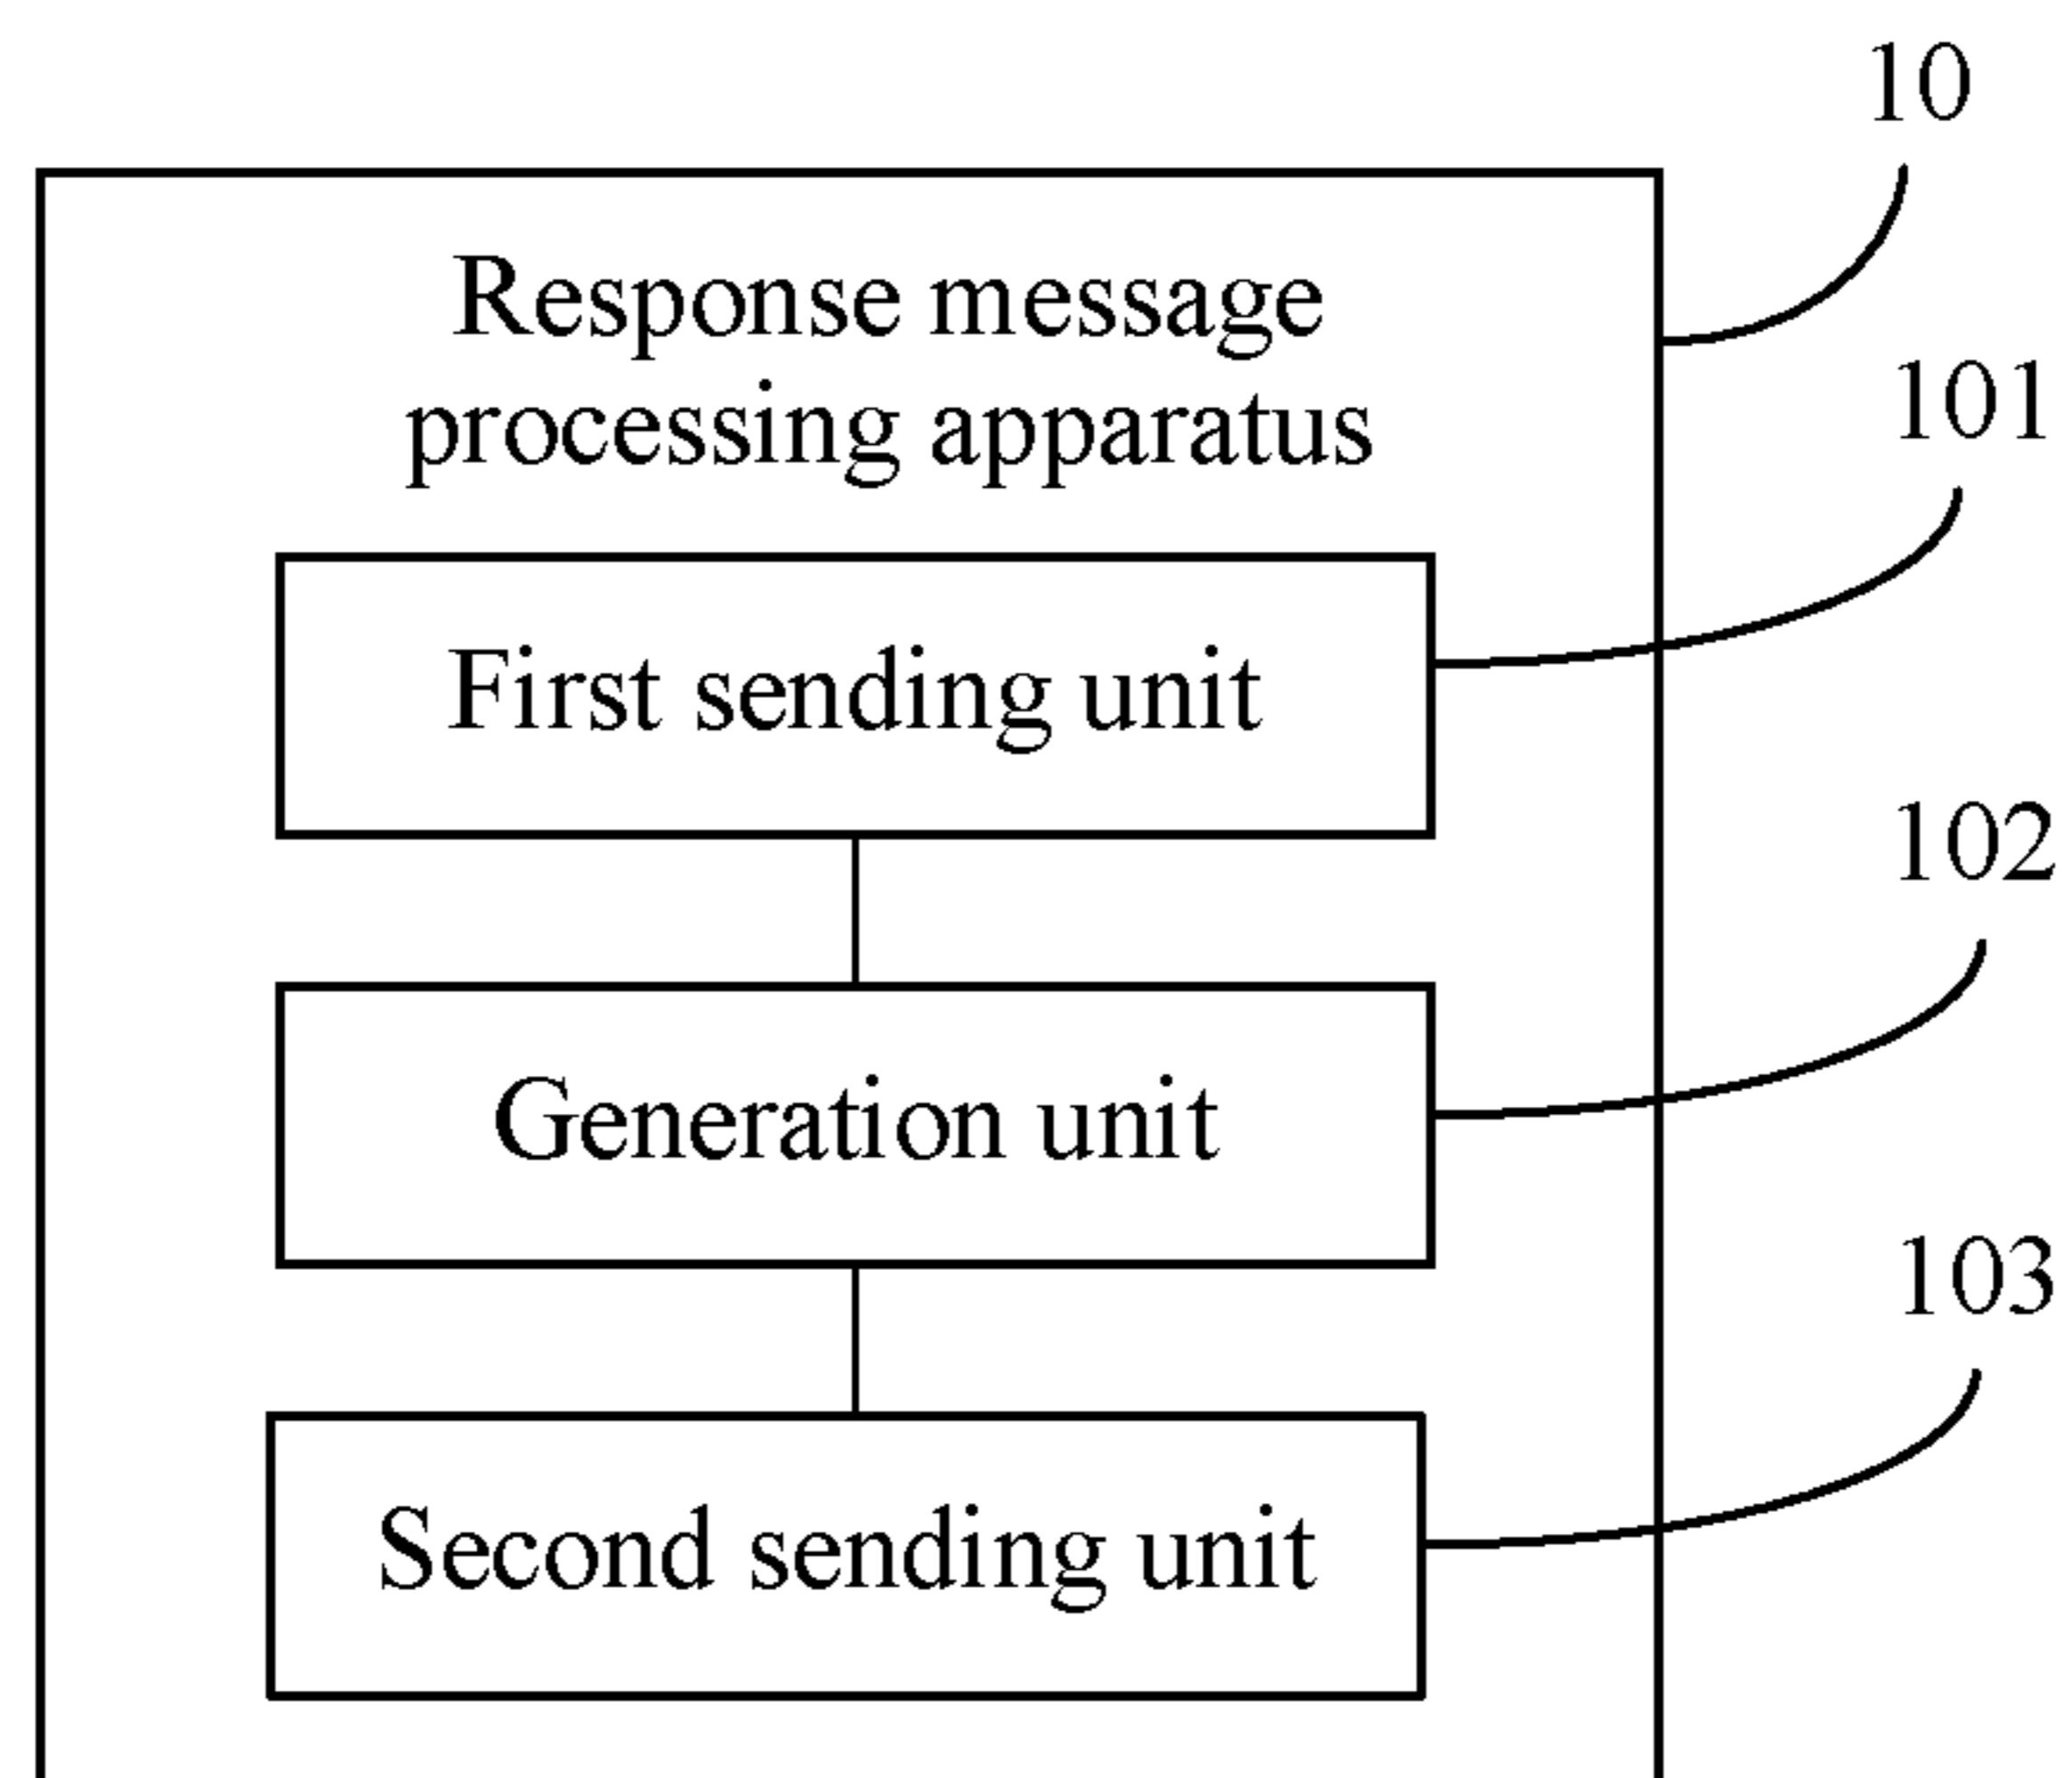 10
Response message
processing apparatus
101
First sending unit
102
Generation unit
103
Second sending unit